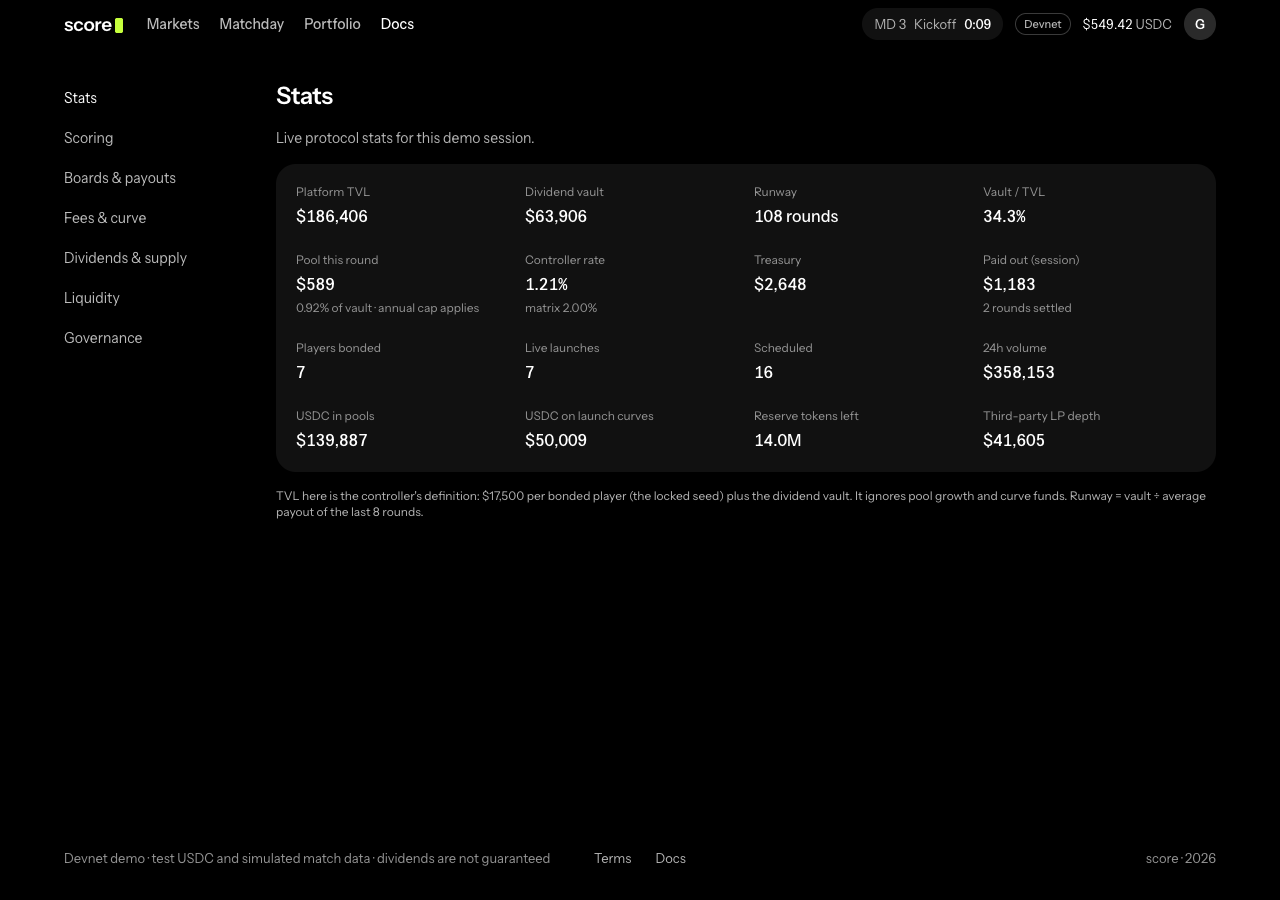 score Markets Matchday Portfolio Docs MD 3 Kickoff 0:09 Devnet $549.42 USDC G
Stats
Scoring
Boards & payouts
Fees & curve
Dividends & supply
Liquidity
Governance
Stats
Live protocol stats for this demo session.
Platform TVL Dividend vault Runway Vault / TVL
$186,406 $63,906 108 rounds 34.3%
Pool this round Controller rate Treasury Paid out (session)
$589 1.21% $2,648 $1,183
0.92% of vault · annual cap applies matrix 2.00% 2 rounds settled
Players bonded Live launches Scheduled 24h volume
7 7 16 $358,153
USDC in pools USDC on launch curves Reserve tokens left Third-party LP depth
$139,887 $50,009 14.0M $41,605
TVL here is the controller's definition: $17,500 per bonded player (the locked seed) plus the dividend vault. It ignores pool growth and curve funds. Runway = vault ÷ average
payout of the last 8 rounds.
Devnet demo · test USDC and simulated match data · dividends are not guaranteed Terms Docs score · 2026